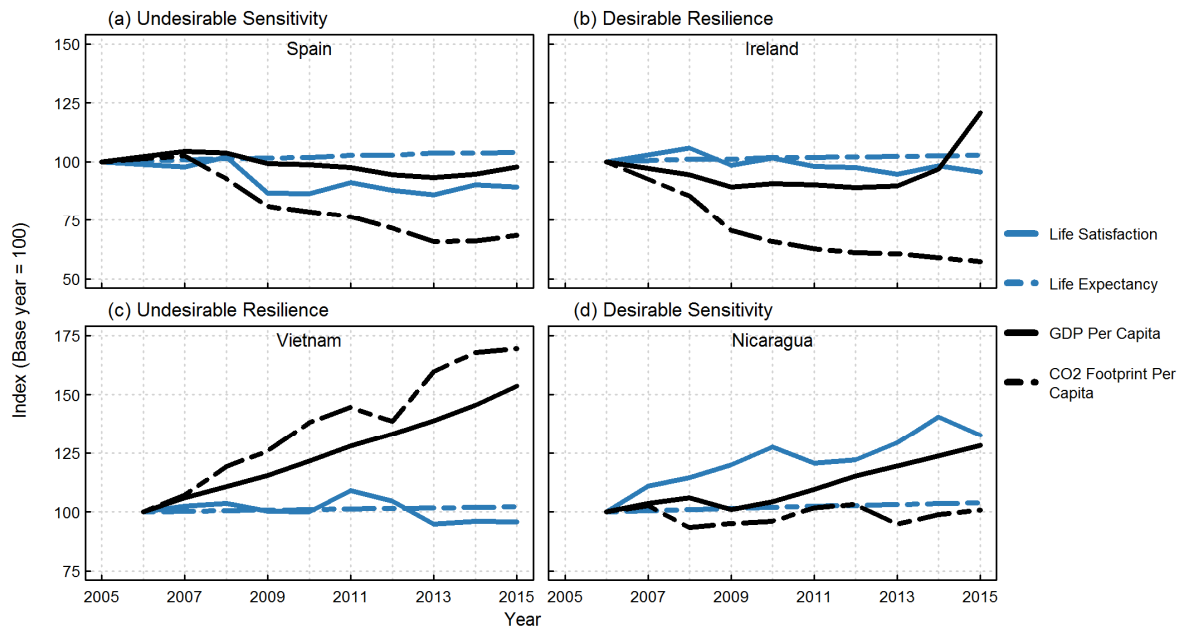 (a) Undesirable Sensitivity
(b) Desirable Resilience
Spain
Ireland
150
125
100
75
50
Index (Base year = 100)
(c) Undesirable Resilience
(d) Desirable Sensitivity
Vietnam
Nicaragua
175
150
125
100
75
2005 2007 2009 2011 2013 2015
2005 2007 2009 2011 2013 2015
Year
Life Satisfaction
Life Expectancy
GDP Per Capita
CO2 Footprint Per
Capita